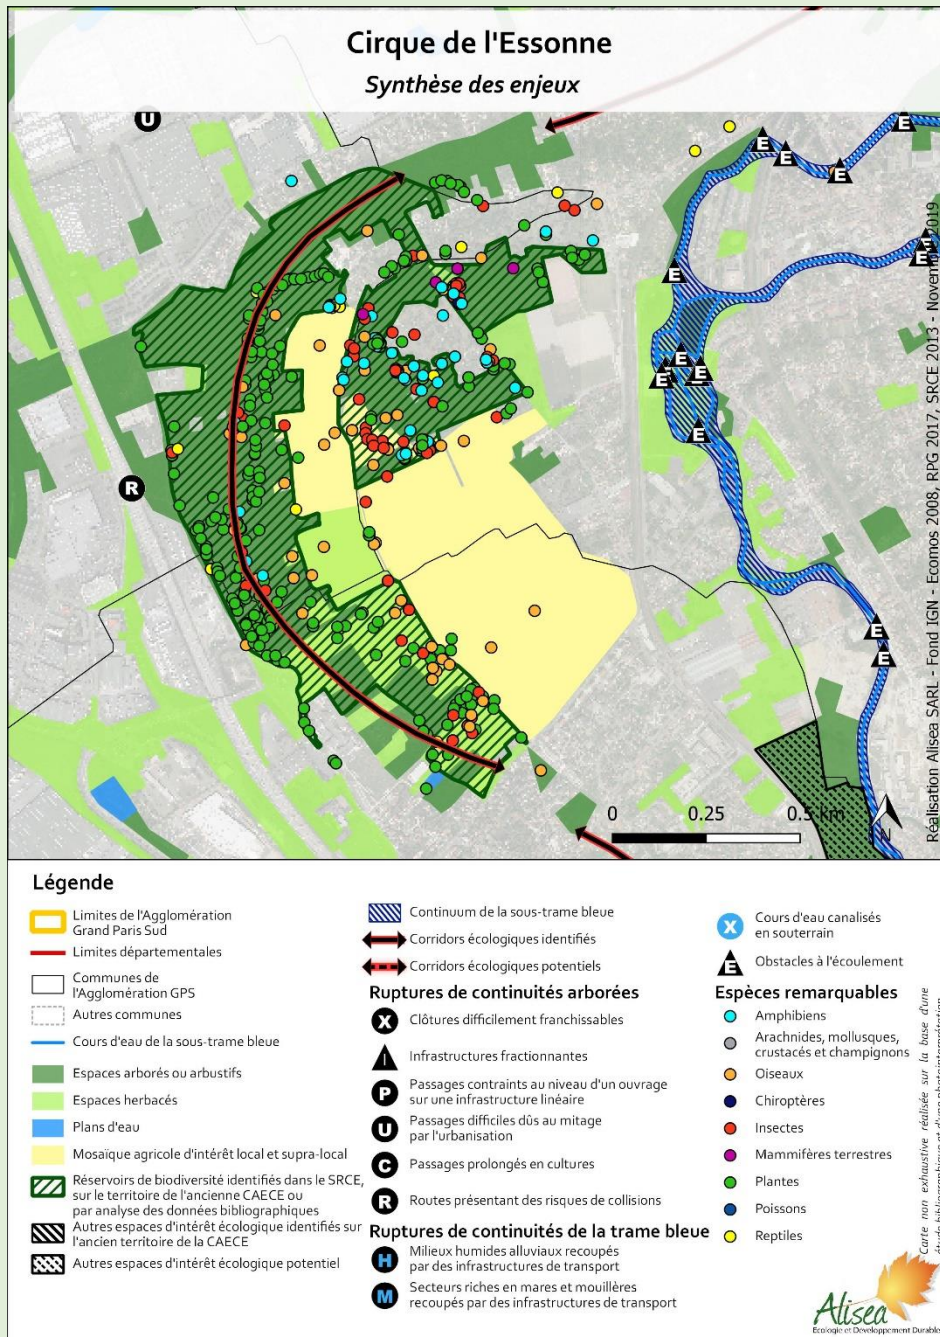 Cirque de l'Essonne
Synthèse des enjeux
U
R
E
E
E
E
E
E
E
E
E
E
E
E
E
0
0.25
0.5 km
N
Réalisation Alisea SARL - Fond IGN - Ecomos 2008, RPG 2017, SRCE 2013 - Novembre 2019
Légende
Limites de l'Agglomération
Grand Paris Sud
Limites départementales
Communes de
l'Agglomération GPS
Autres communes
Cours d'eau de la sous-trame bleue
Espaces arborés ou arbustifs
Espaces herbacés
Plans d'eau
Mosaïque agricole d'intérêt local et supra-local
Réservoirs de biodiversité identifiés dans le SRCE,
sur le territoire de l'ancienne CAECE ou
par analyse des données bibliographiques
Autres espaces d'intérêt écologique identifiés sur
l'ancien territoire de la CAECE
Autres espaces d'intérêt écologique potentiel
Continuum de la sous-trame bleue
Corridors écologiques identifiés
Corridors écologiques potentiels
Ruptures de continuités arborées
X Clôtures difficilement franchissables
I Infrastructures fractionnantes
P Passages contraints au niveau d'un ouvrage
sur une infrastructure linéaire
U Passages difficiles dûs au mitage
par l'urbanisation
C Passages prolongés en cultures
R Routes présentant des risques de collisions
Ruptures de continuités de la trame bleue
H Milieux humides alluviaux recoupés
par des infrastructures de transport
M Secteurs riches en mares et mouillères
recoupés par des infrastructures de transport
X Cours d'eau canalisés
en souterrain
E Obstacles à l'écoulement
Espèces remarquables
Amphibiens
Arachnides, mollusques,
crustacés et champignons
Oiseaux
Chiroptères
Insectes
Mammifères terrestres
Plantes
Poissons
Reptiles
Carte non exhaustive réalisée sur la base d'une
étude bibliographique et d'une photointerprétation
Alisea
Ecologie et Développement Durable